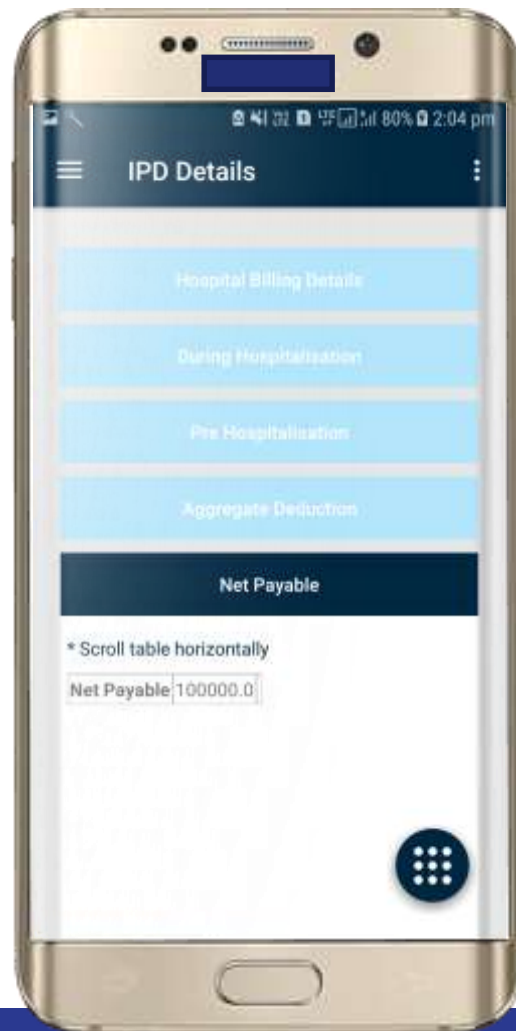 80% 2:04 pm
IPD Details
Hospital Billing Details
During Hospitalisation
Pre Hospitalisation
Aggregate Deduction
Net Payable
* Scroll table horizontally
Net Payable 100000.0